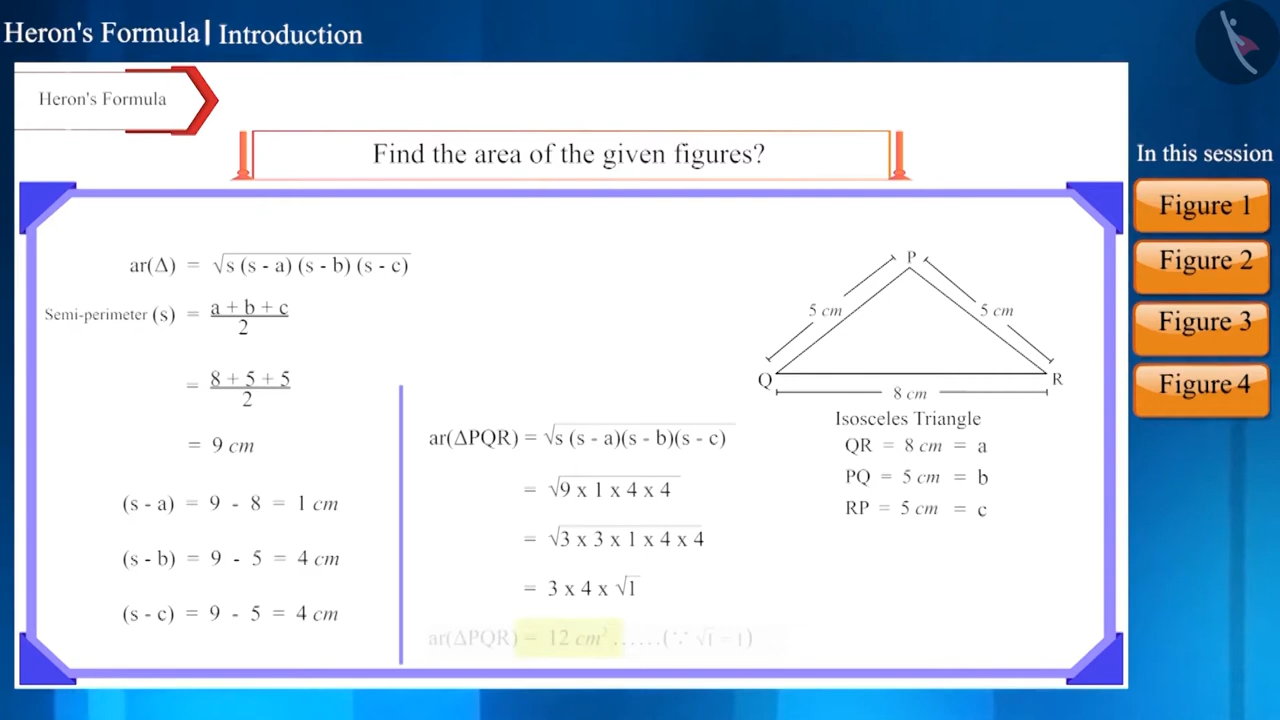 Heron's Formula | Introduction
Heron's Formula
Find the area of the given figures?
In this session
Figure 1
Figure 2
Figure 3
Figure 4
ar(Δ) = √s (s - a) (s - b) (s - c)
Semi-perimeter (s) = a + b + c
2
= 8 + 5 + 5
2
= 9 cm
(s - a) = 9 - 8 = 1 cm
(s - b) = 9 - 5 = 4 cm
(s - c) = 9 - 5 = 4 cm
ar(ΔPQR) = √s (s - a)(s - b)(s - c)
= √9 x 1 x 4 x 4
= √3 x 3 x 1 x 4 x 4
= 3 x 4 x √1
ar(ΔPQR) = 12 cm² ......(∵ √1 = 1)
P
5 cm
5 cm
Q
R
8 cm
Isosceles Triangle
QR = 8 cm = a
PQ = 5 cm = b
RP = 5 cm = c